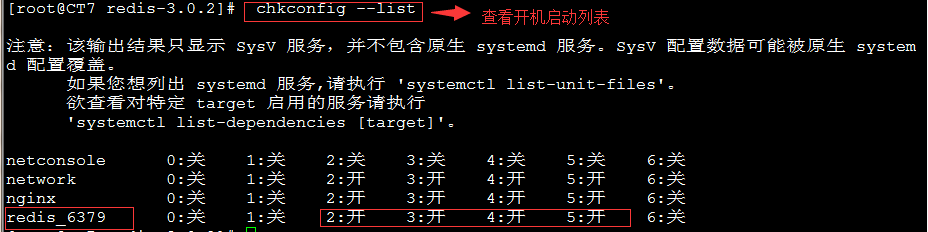 [root@CT7 redis-3.0.2]# chkconfig --list 查看开机启动列表
注意：该输出结果只显示 SysV 服务，并不包含原生 systemd 服务。SysV 配置数据可能被原生 system
d 配置覆盖。
如果您想列出 systemd 服务,请执行 'systemctl list-unit-files'。
欲查看对特定 target 启用的服务请执行
'systemctl list-dependencies [target]'。
netconsole 0:关 1:关 2:关 3:关 4:关 5:关 6:关
network 0:关 1:关 2:开 3:开 4:开 5:开 6:关
nginx 0:关 1:关 2:开 3:开 4:开 5:开 6:关
redis_6379 0:关 1:关 2:开 3:开 4:开 5:开 6:关